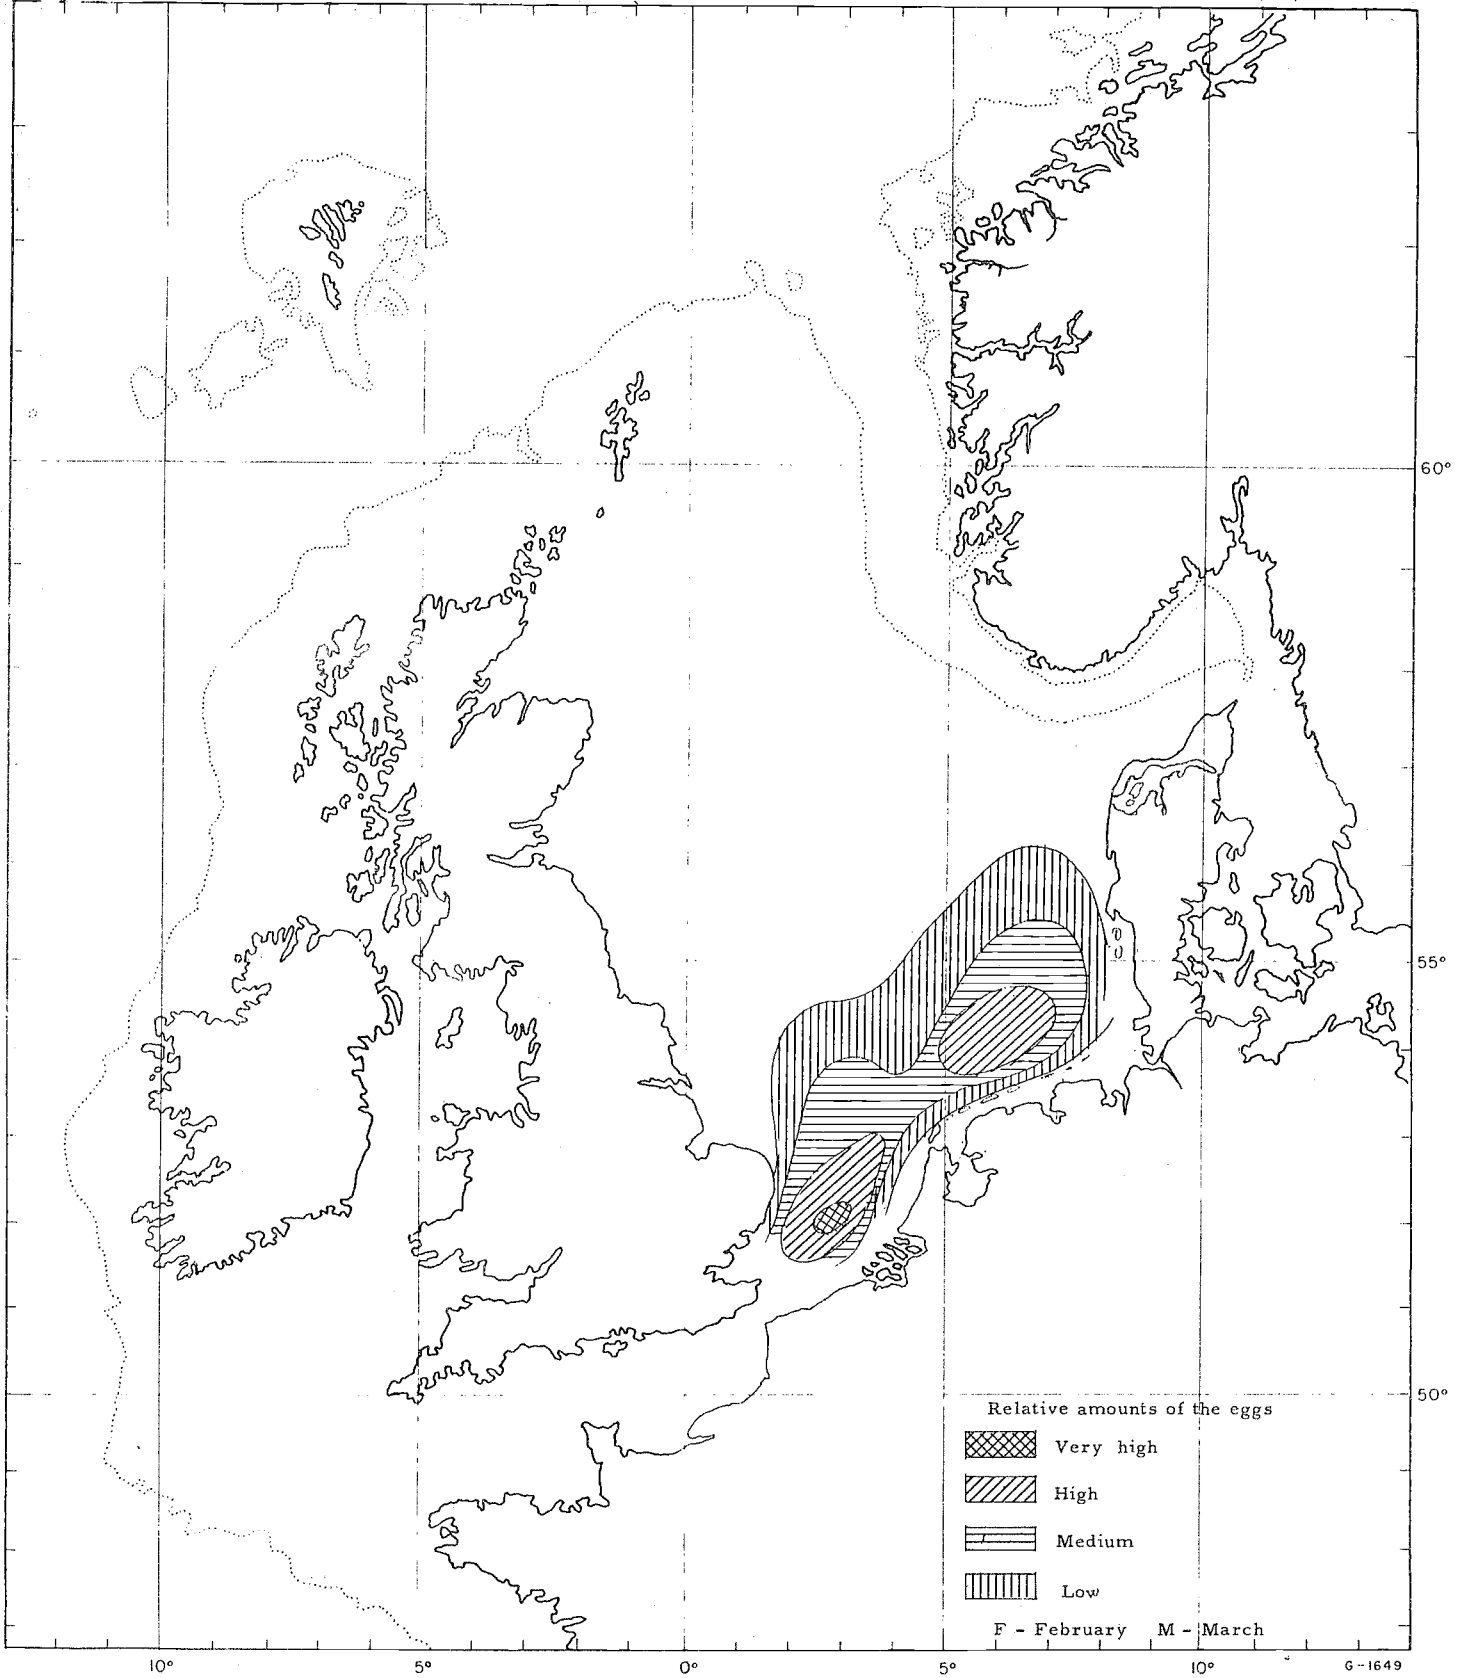 60°
55°
50°
Relative amounts of the eggs
Very high
High
Medium
Low
F - February M - March
10° 5° 0° 5° 10° G-1649